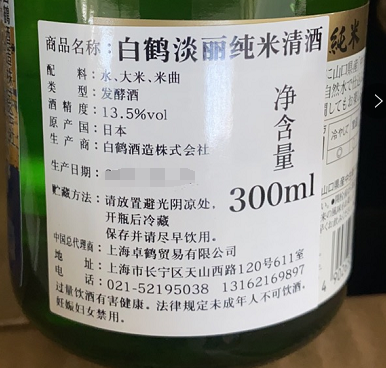 商品名称:白鹤淡丽纯米清酒
配 料:水、大米、米曲
类 型:发酵酒
酒 精 度:13.5%vol
原 产 国:日本
生 产 商:白鹤酒造株式会社
生产日期:
贮藏方法:请放置避光阴凉处,
开瓶后冷藏
保存并请尽早饮用。
净含量
300ml
中国总代理商:上海卓鹤贸易有限公司
地 址:上海市长宁区天山西路120号611室
电 话:021-52195038 13162169897
过量饮酒有害健康。法律规定未成年人不可饮酒。
妊娠妇女禁用。
純米